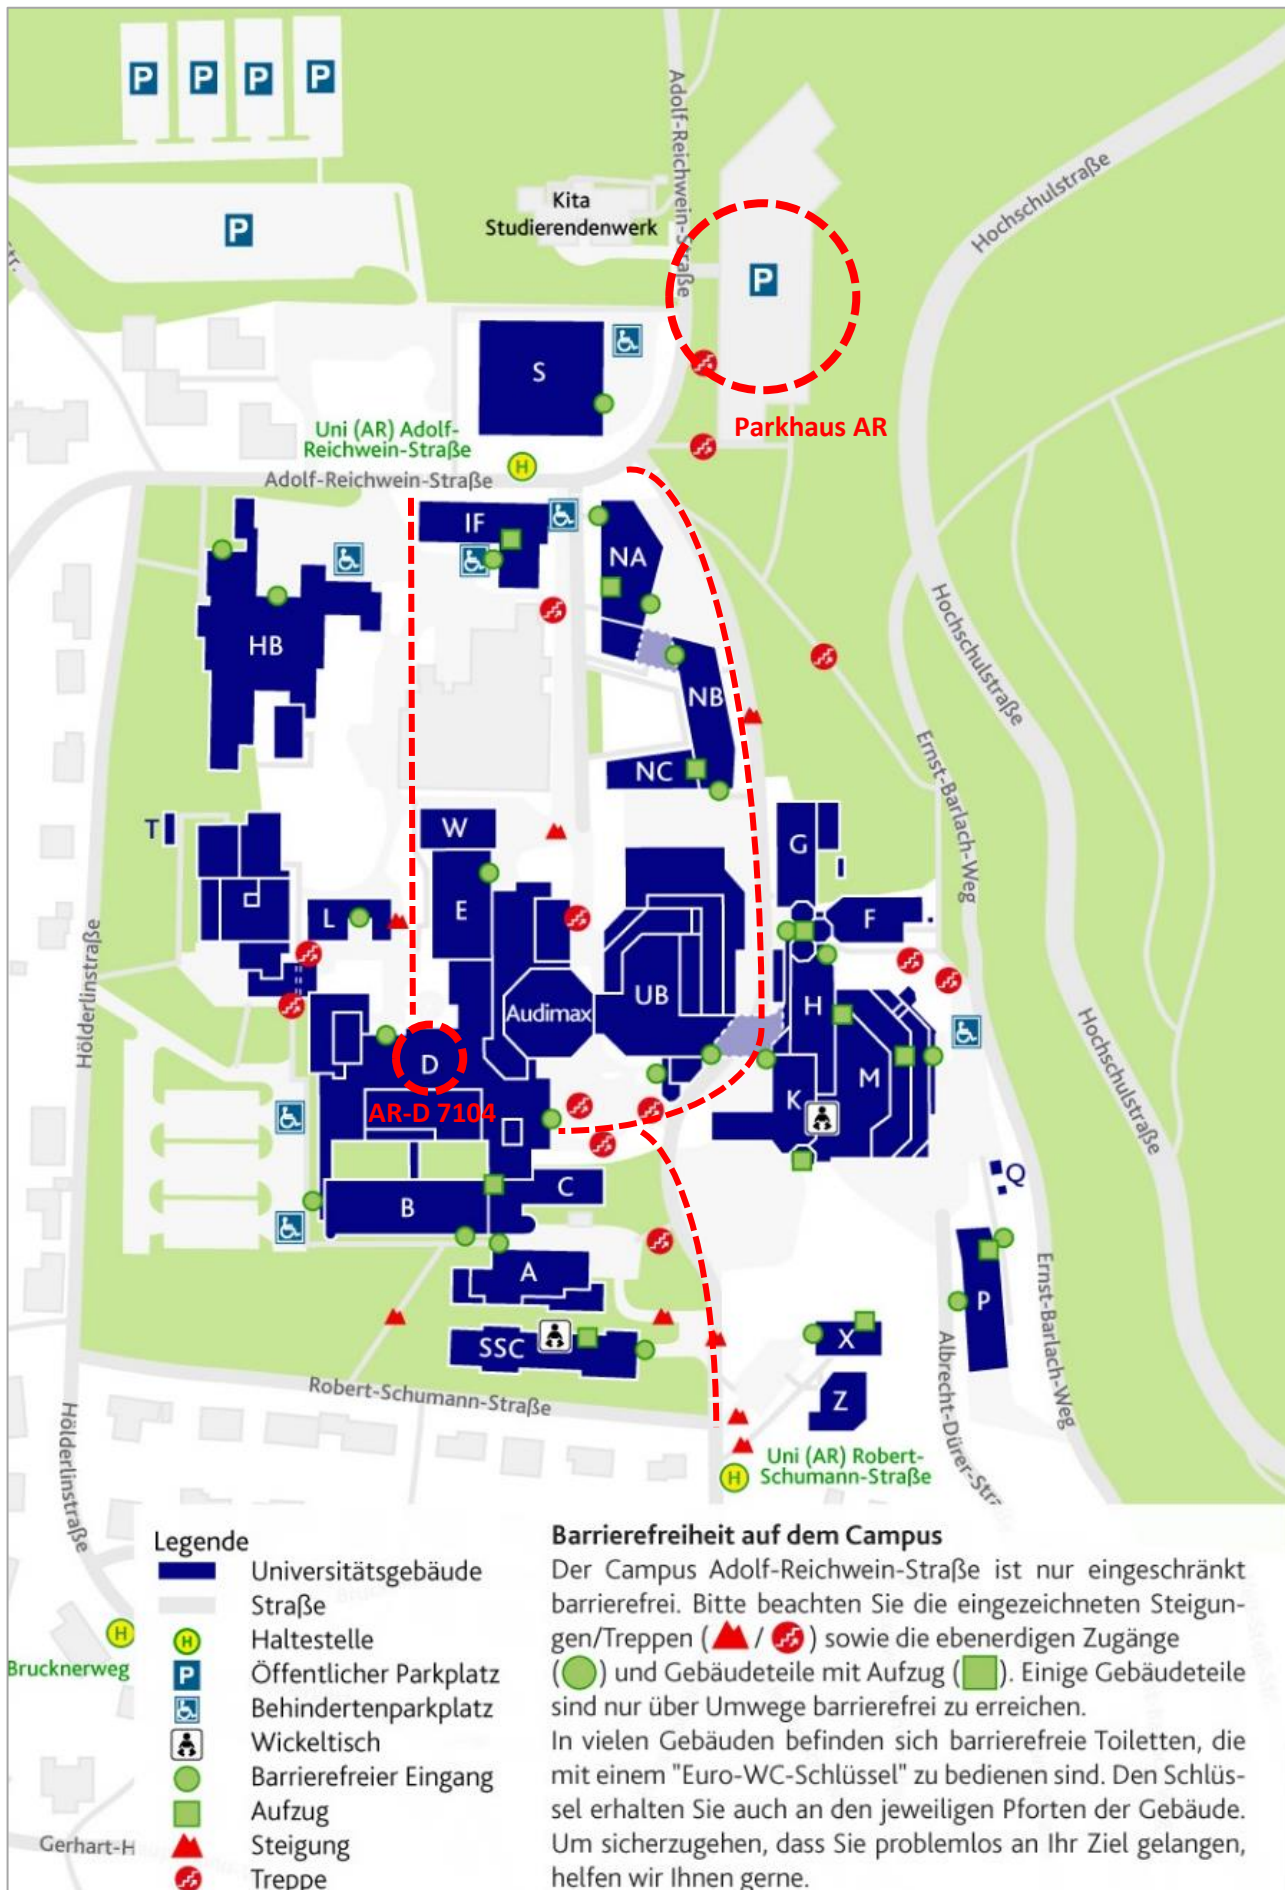 P P P P
Adolf-Reichwein-Straße
Hochschulstraße
Kita
Studierendenwerk
P
P
str.
S
Parkhaus AR
Uni (AR) Adolf-
Reichwein-Straße
H
Adolf-Reichwein-Straße
IF
NA
HB
Hochschulstraße
NB
NC
Ernst-Barlach-Weg
W
T
G
E
L
F
UB
Audimax
H
Hölderlinstraße
D
M
Hochschulstraße
K
AR-D 7104
Q
C
B
A
P
Ernst-Barlach-Weg
X
SSC
Albrecht-Dürer-Stra
Robert-Schumann-Straße
Z
Hölderlinstraße
Uni (AR) Robert-
Schumann-Straße
H
Legende
Universitätsgebäude
Straße
H Haltestelle
P Öffentlicher Parkplatz
Behindertenparkplatz
Wickeltisch
Barrierefreier Eingang
Aufzug
Steigung
Treppe
H
Brucknerweg
Gerhart-H
Barrierefreiheit auf dem Campus
Der Campus Adolf-Reichwein-Straße ist nur eingeschränkt
barrierefrei. Bitte beachten Sie die eingezeichneten Steigun-
gen/Treppen ( / ) sowie die ebenerdigen Zugänge
( ) und Gebäudeteile mit Aufzug ( ). Einige Gebäudeteile
sind nur über Umwege barrierefrei zu erreichen.
In vielen Gebäuden befinden sich barrierefreie Toiletten, die
mit einem "Euro-WC-Schlüssel" zu bedienen sind. Den Schlüs-
sel erhalten Sie auch an den jeweiligen Pforten der Gebäude.
Um sicherzugehen, dass Sie problemlos an Ihr Ziel gelangen,
helfen wir Ihnen gerne.